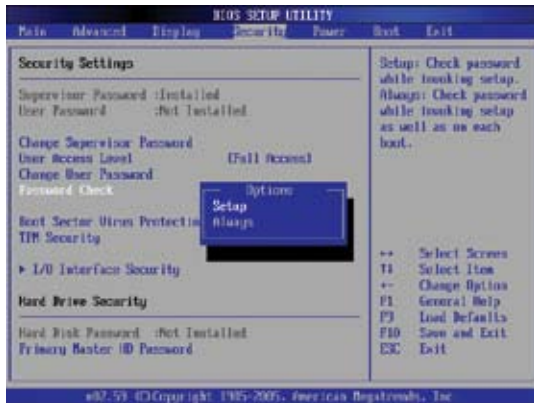 BIOS SETUP UTILITY
Main Advanced Display Security Power Boot Exit
Security Settings
Supervisor Password :Installed
User Password :Not Installed
Change Supervisor Password
User Access Level [Full Access]
Change User Password
Password Check
Boot Sector Virus Protection
TPM Security
I/O Interface Security
Hard Drive Security
Hard Disk Password :Not Installed
Primary Master HD Password
Options
Setup
Always
Setup: Check password
while invoking setup.
Always: Check password
while invoking setup
as well as on each
boot.
↔ Select Screen
↑↓ Select Item
+- Change Option
F1 General Help
F9 Load Defaults
F10 Save and Exit
ESC Exit
v02.59 (C)Copyright 1985-2005, American Megatrends, Inc